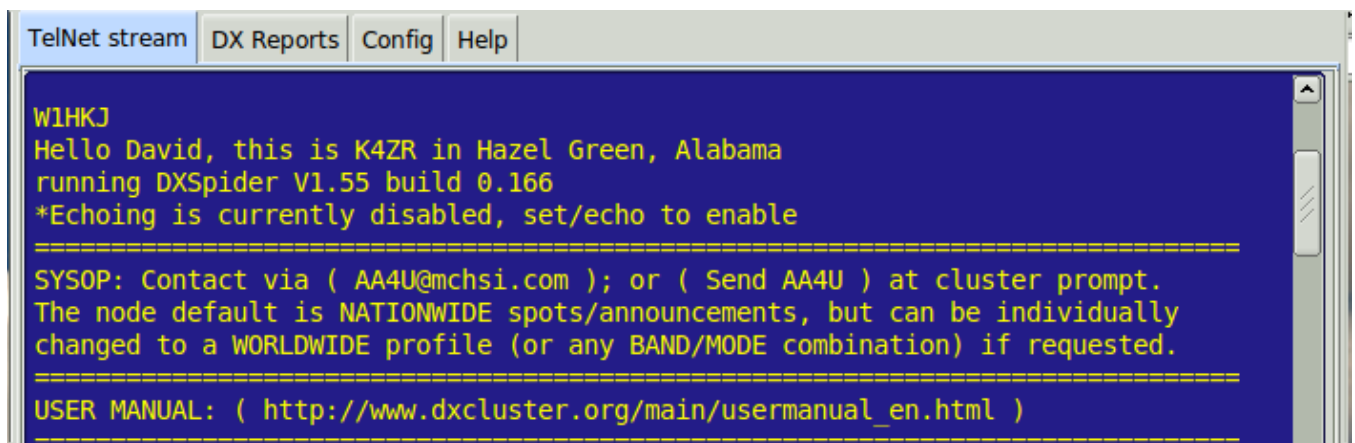 TelNet stream DX Reports Config Help
W1HKJ
Hello David, this is K4ZR in Hazel Green, Alabama
running DXSpider V1.55 build 0.166
*Echoing is currently disabled, set/echo to enable
===============================================================================
SYSOP: Contact via ( AA4U@mchsi.com ); or ( Send AA4U ) at cluster prompt.
The node default is NATIONWIDE spots/announcements, but can be individually
changed to a WORLDWIDE profile (or any BAND/MODE combination) if requested.
===============================================================================
USER MANUAL: ( http://www.dxcluster.org/main/usermanual_en.html )
===============================================================================